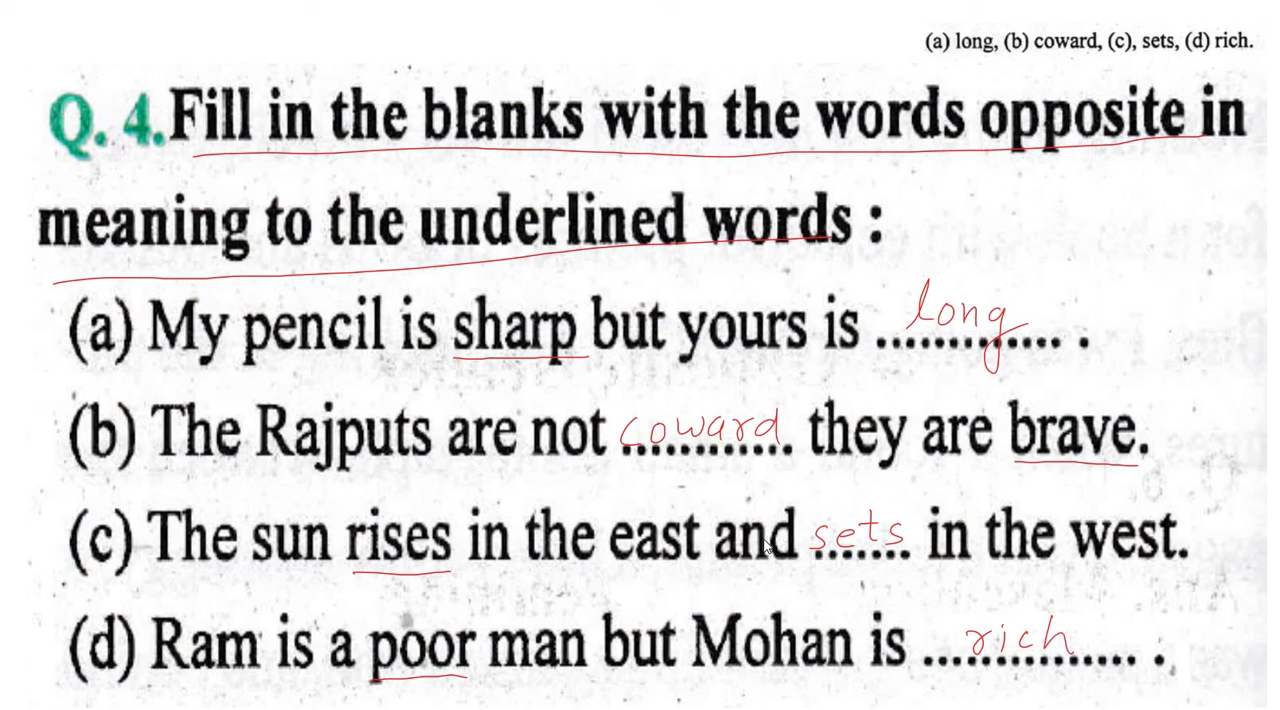 (a) long, (b) coward, (c), sets, (d) rich.
Q. 4. Fill in the blanks with the words opposite in
meaning to the underlined words :
(a) My pencil is sharp but yours is long ............. .
(b) The Rajputs are not coward ............ they are brave.
(c) The sun rises in the east and sets ....... in the west.
(d) Ram is a poor man but Mohan is rich ............... .